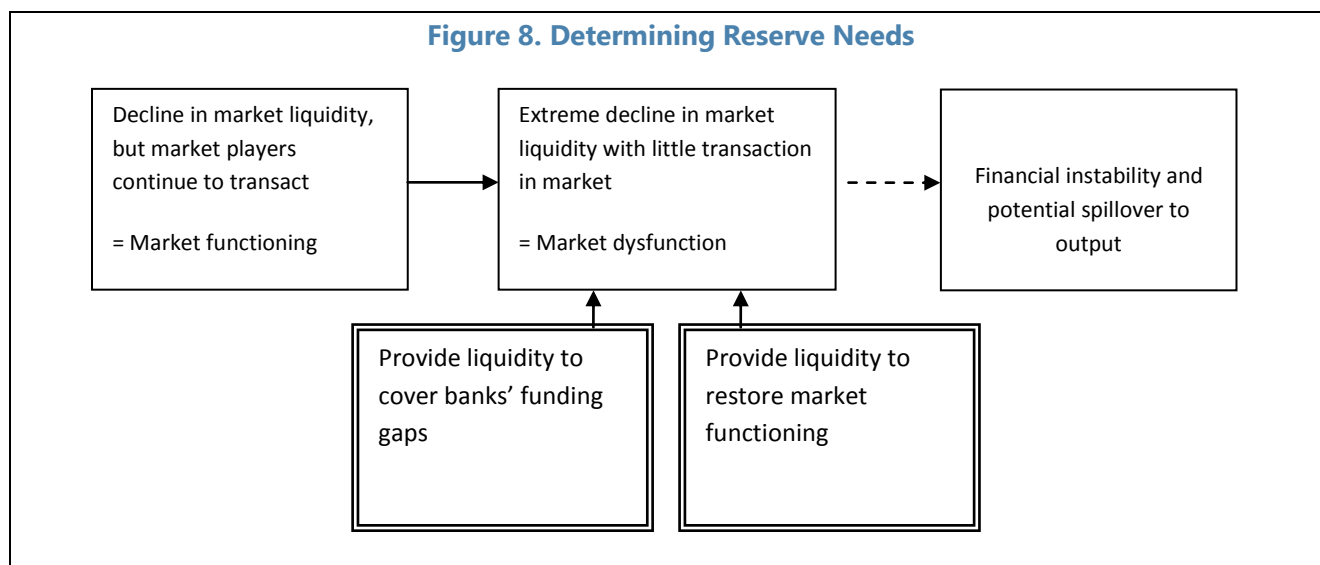 Figure 8. Determining Reserve Needs
Decline in market liquidity,
but market players
continue to transact
= Market functioning
Extreme decline in market
liquidity with little transaction
in market
= Market dysfunction
Financial instability and
potential spillover to
output
Provide liquidity to
cover banks’ funding
gaps
Provide liquidity to
restore market
functioning